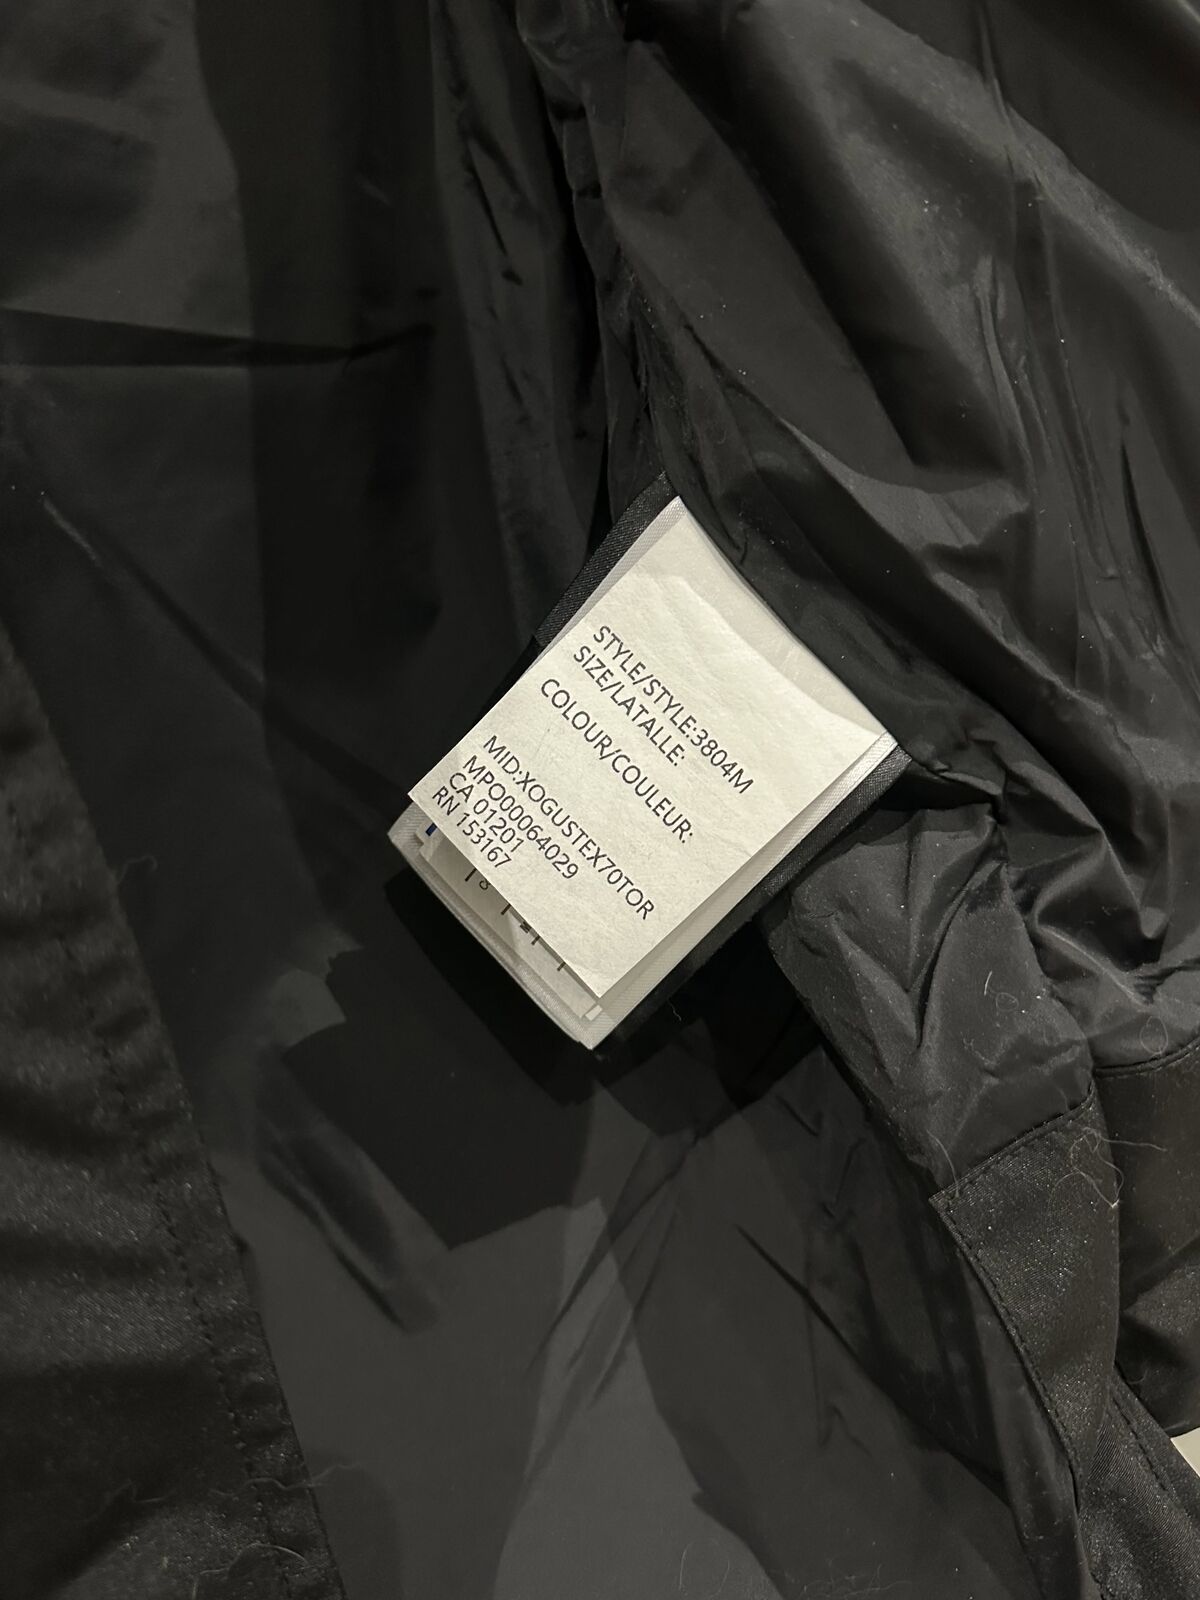 STYLE/STYLE:3804M
SIZE/LATALLE:
COLOUR/COULEUR:
MID:XOGUSTEX70TOR
MPO00064029
CA 01201
RN 153167